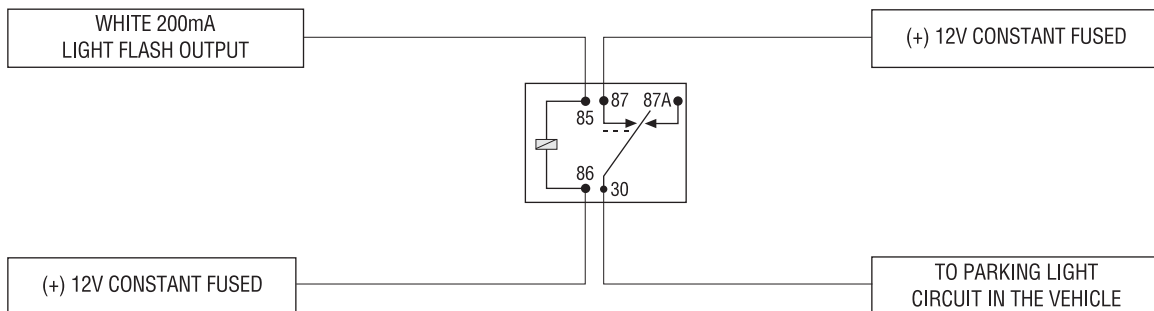 WHITE 200mA
LIGHT FLASH OUTPUT
(+) 12V CONSTANT FUSED
87
87A
85
86
30
(+) 12V CONSTANT FUSED
TO PARKING LIGHT
CIRCUIT IN THE VEHICLE